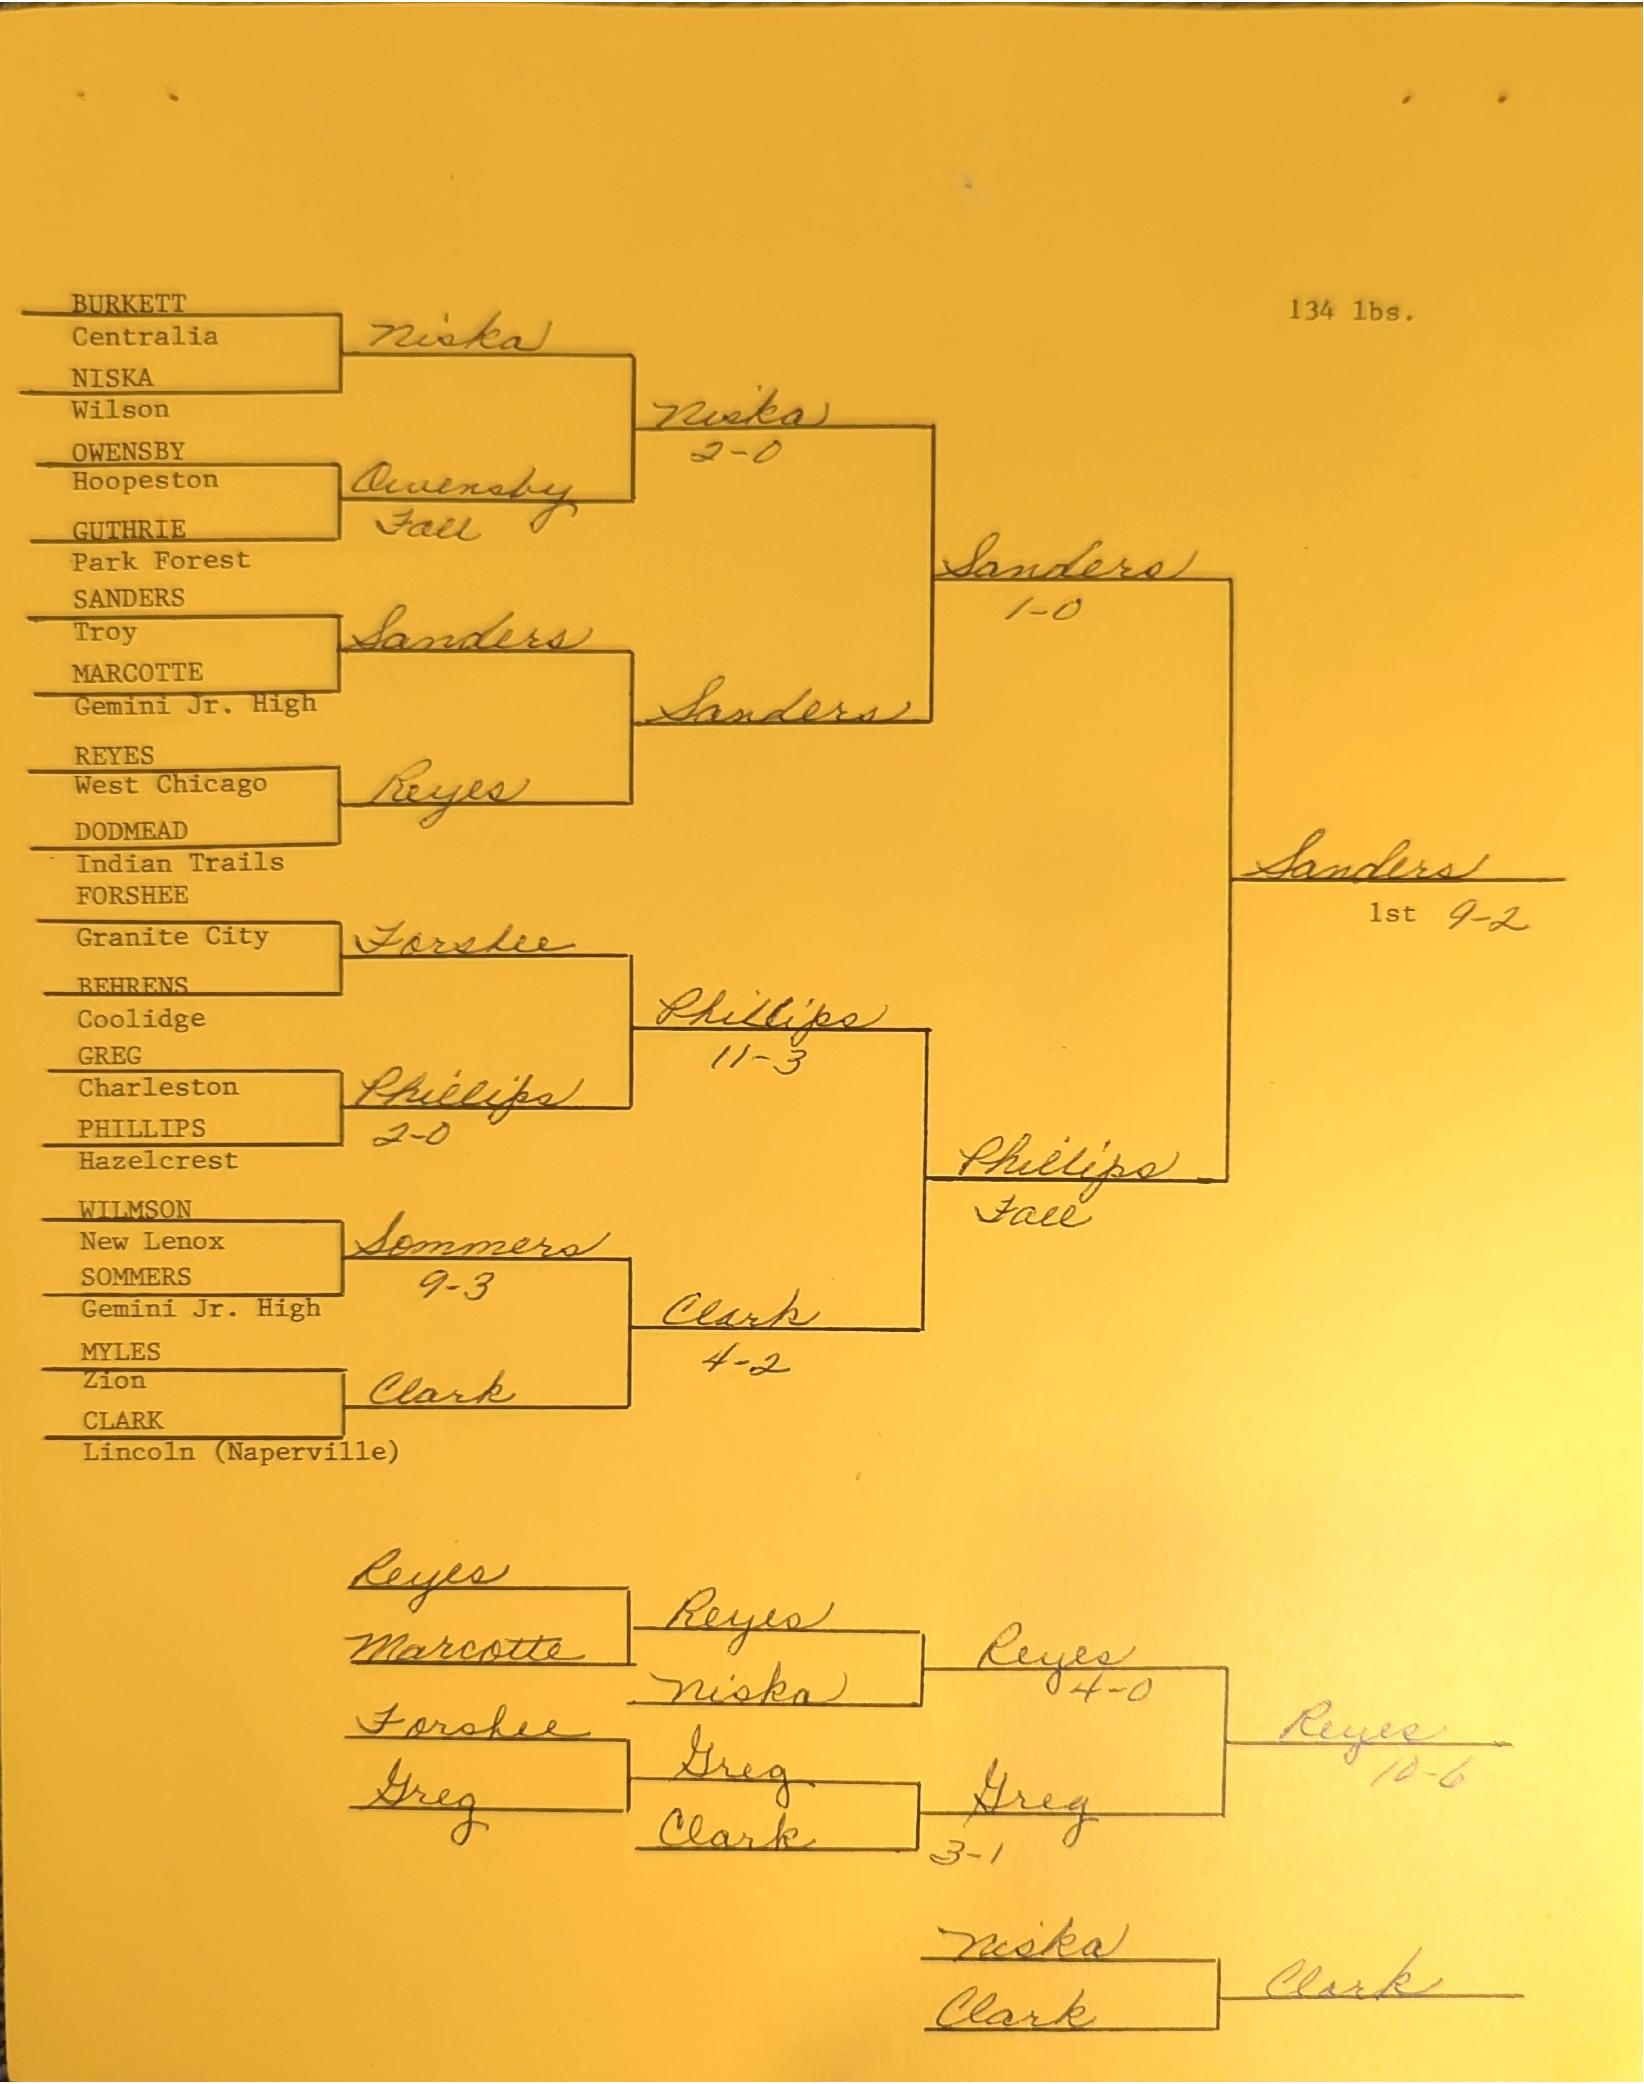 134 lbs.
BURKETT
Centralia
NISKA
Wilson
OWENSBY
Hoopeston
GUTHRIE
Park Forest
SANDERS
Troy
MARCOTTE
Gemini Jr. High
REYES
West Chicago
DODMEAD
Indian Trails
FORSHEE
Granite City
BEHRENS
Coolidge
GREG
Charleston
PHILLIPS
Hazelcrest
WILMSON
New Lenox
SOMMERS
Gemini Jr. High
MYLES
Zion
CLARK
Lincoln (Naperville)
Niska
Owensby
Fall
Sanders
Reyes
Forshee
Phillips
2-0
Sommers
9-3
Clark
Niska
2-0
Sanders
Phillips
11-3
Clark
4-2
Sanders
1-0
Phillips
Fall
Sanders
1st 9-2
Reyes
Marcotte
Forshee
Greg
Reyes
Niska
Greg
Clark
Reyes
4-0
Greg
3-1
Reyes
10-6
Niska
Clark
Clark